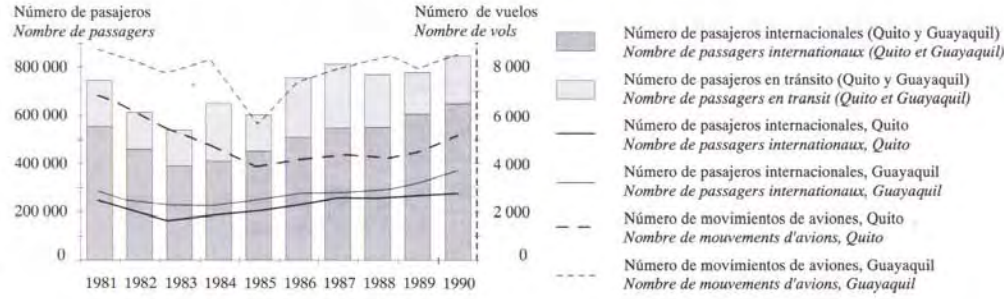 Número de pasajeros
Nombre de passagers
Número de vuelos
Nombre de vols
800 000
600 000
400 000
200 000
0
8 000
6 000
4 000
2 000
0
1981 1982 1983 1984 1985 1986 1987 1988 1989 1990
Número de pasajeros internacionales (Quito y Guayaquil)
Nombre de passagers internationaux (Quito et Guayaquil)
Número de pasajeros en tránsito (Quito y Guayaquil)
Nombre de passagers en transit (Quito et Guayaquil)
Número de pasajeros internacionales, Quito
Nombre de passagers internationaux, Quito
Número de pasajeros internacionales, Guayaquil
Nombre de passagers internationaux, Guayaquil
Número de movimientos de aviones, Quito
Nombre de mouvements d'avions, Quito
Número de movimientos de aviones, Guayaquil
Nombre de mouvements d'avions, Guayaquil